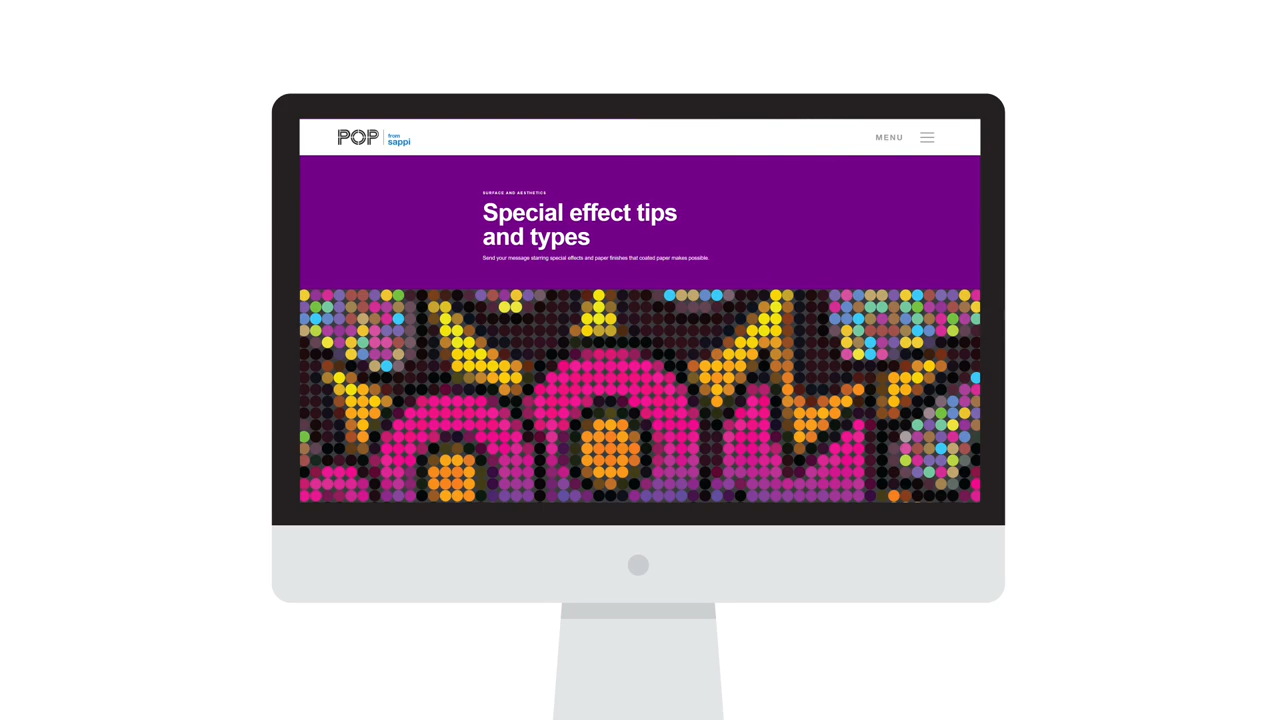 POP
from
sappi
MENU
SURFACE AND AESTHETICS
Special effect tips
and types
Send your message starring special effects and paper finishes that coated paper makes possible.